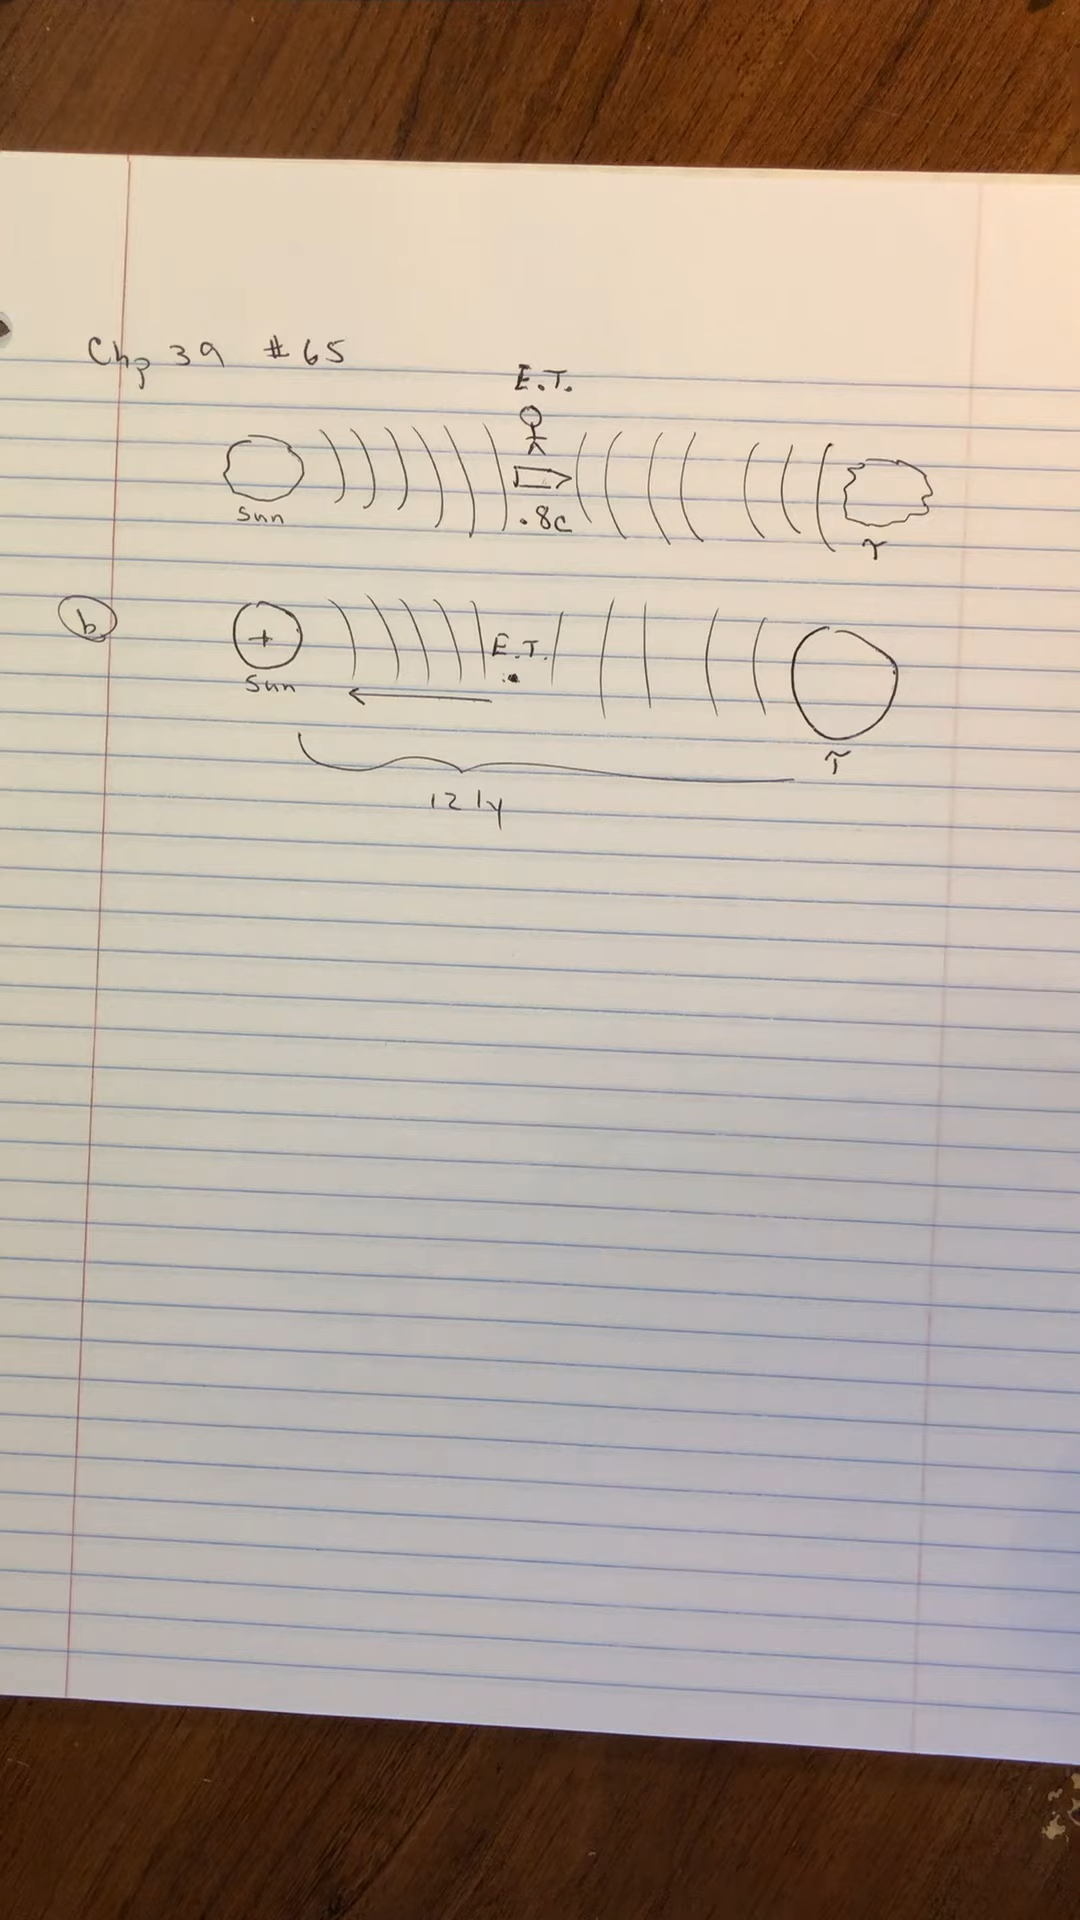 Chp 39 #65
E.T.
Sun
.8c
τ
b
+
E.T.
Sun
τ
12 ly